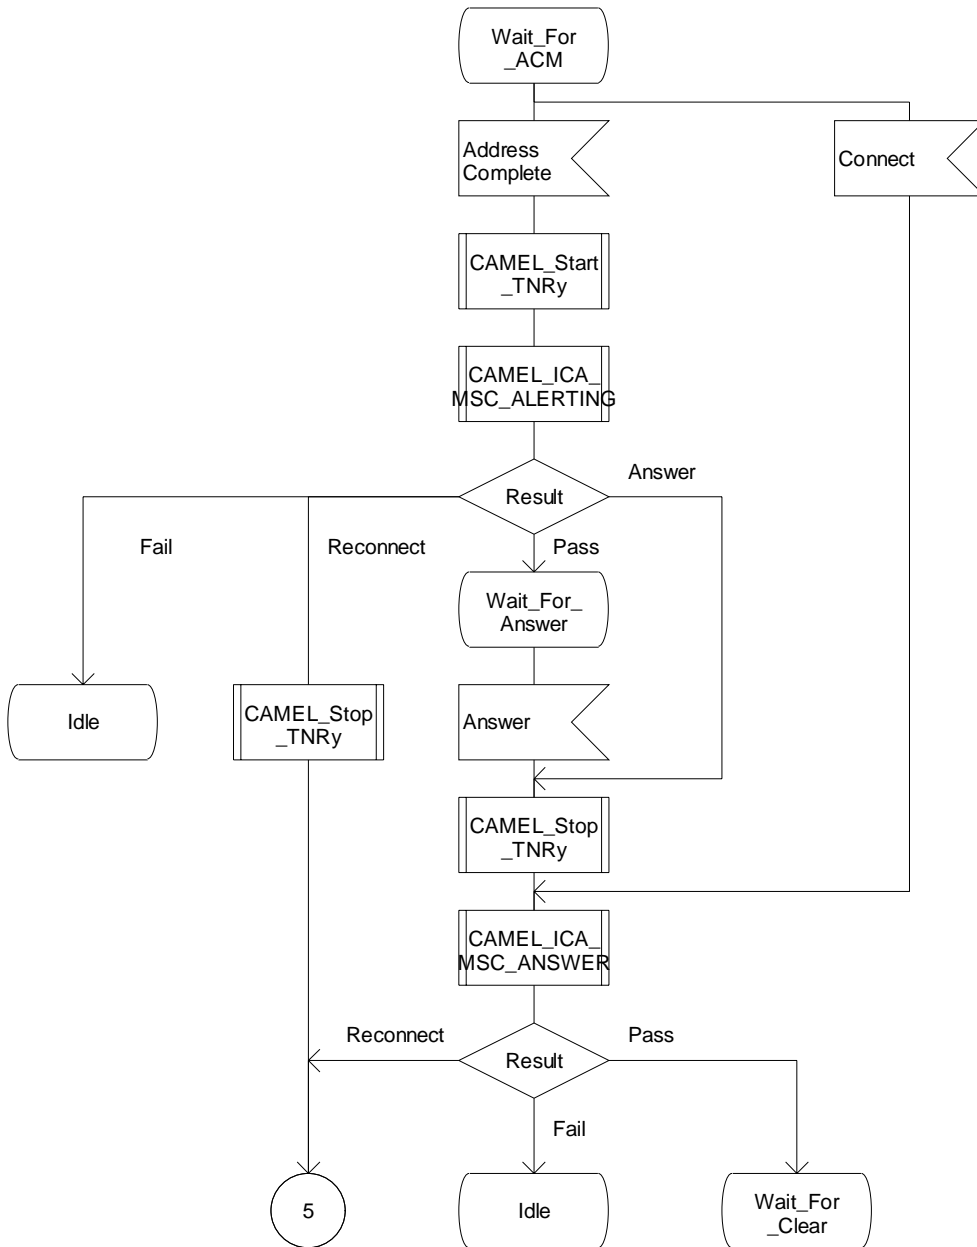 Wait_For
_ACM
Address
Complete
Connect
CAMEL_Start
_TNRy
CAMEL_ICA_
MSC_ALERTING
Answer
Result
Fail
Reconnect
Pass
Wait_For_
Answer
Idle
CAMEL_Stop
_TNRy
Answer
CAMEL_Stop
_TNRy
CAMEL_ICA_
MSC_ANSWER
Reconnect
Pass
Result
Fail
5
Idle
Wait_For
_Clear